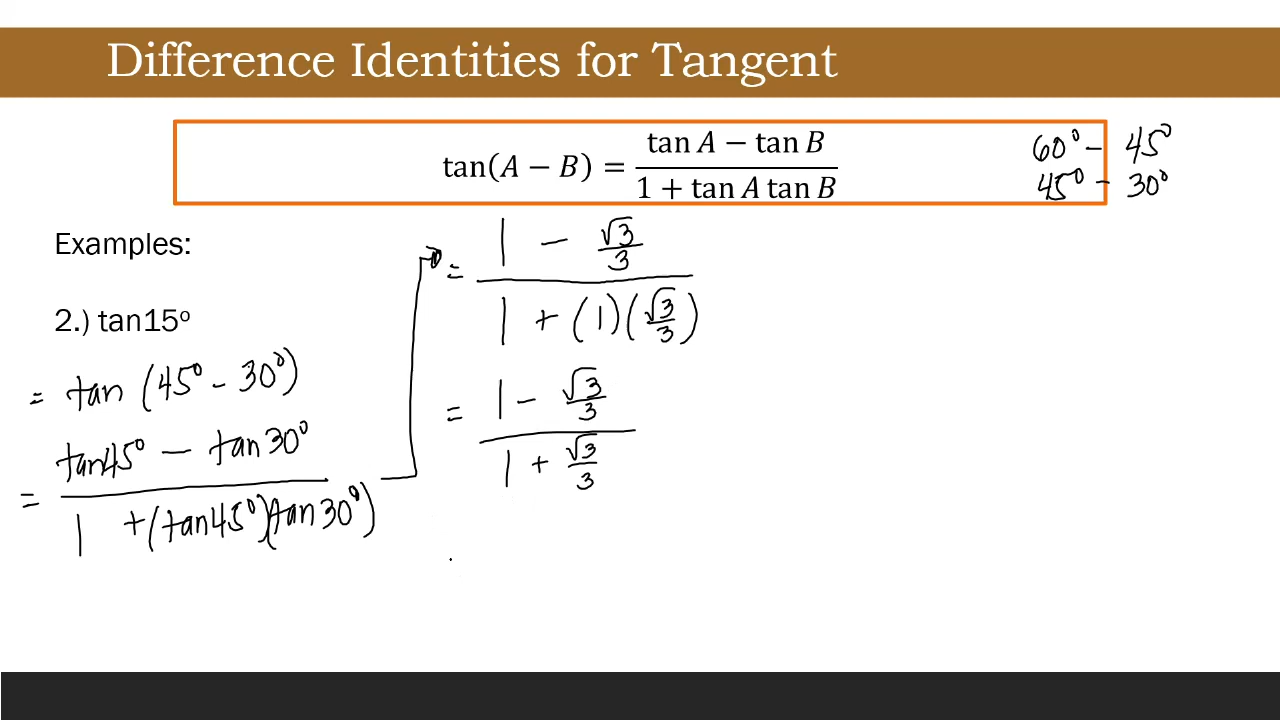 Difference Identities for Tangent
tan(A − B) = (tan A − tan B)/(1 + tan A tan B)
60° − 45°
45° − 30°
Examples:
2.) tan15º
= tan (45° − 30°)
= (tan45° − tan30°)/(1 + (tan45°)(tan30°))
= (1 − √3/3)/(1 + (1)(√3/3))
= (1 − √3/3)/(1 + √3/3)